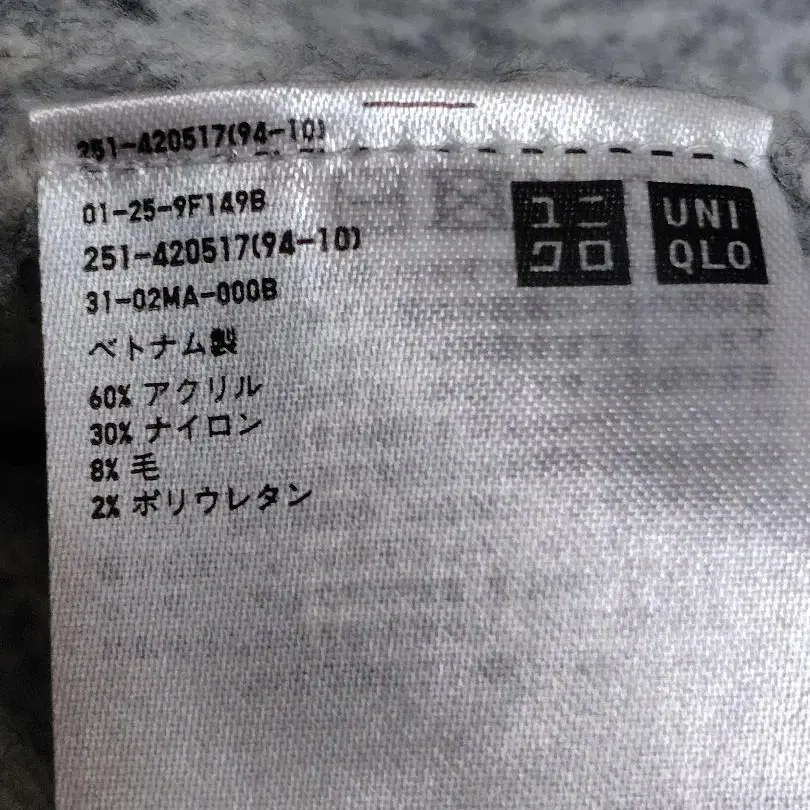 251-420517(94-10)
01-25-9F149B
251-420517(94-10)
31-02MA-000B
ベトナム製
60% アクリル
30% ナイロン
8% 毛
2% ポリウレタン
ユニ
クロ
UNI
QLO